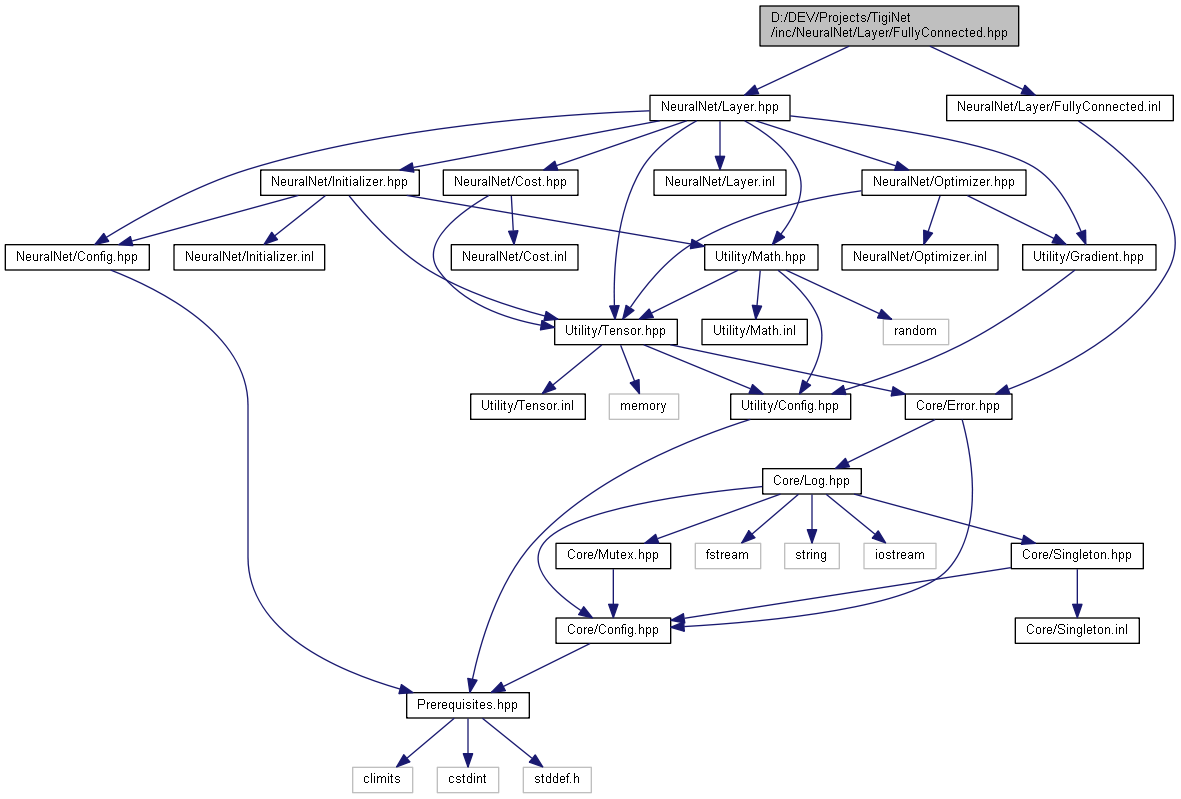 D:/DEV/Projects/TigiNet
/inc/NeuralNet/Layer/FullyConnected.hpp
NeuralNet/Layer.hpp
NeuralNet/Layer/FullyConnected.inl
NeuralNet/Initializer.hpp
NeuralNet/Cost.hpp
NeuralNet/Layer.inl
NeuralNet/Optimizer.hpp
NeuralNet/Config.hpp
NeuralNet/Initializer.inl
NeuralNet/Cost.inl
Utility/Math.hpp
NeuralNet/Optimizer.inl
Utility/Gradient.hpp
Utility/Tensor.hpp
Utility/Math.inl
random
Utility/Tensor.inl
memory
Utility/Config.hpp
Core/Error.hpp
Core/Log.hpp
Core/Mutex.hpp
fstream
string
iostream
Core/Singleton.hpp
Core/Config.hpp
Core/Singleton.inl
Prerequisites.hpp
climits
cstdint
stddef.h